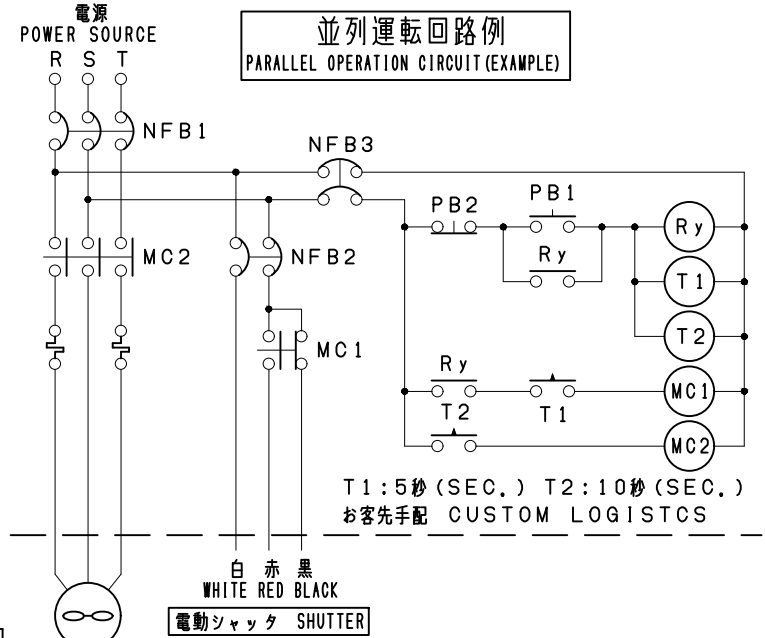 電源
POWER SOURCE
R S T
並列運転回路例
PARALLEL OPERATION CIRCUIT(EXAMPLE)
NFB1
NFB3
PB2
PB1
Ry
Ry
MC2
NFB2
T1
T2
MC1
Ry
T2
T1
MC1
MC2
T1:5秒(SEC.) T2:10秒(SEC.)
お客先手配 CUSTOM LOGISTCS
白 赤 黒
WHITE RED BLACK
電動シャッタ SHUTTER